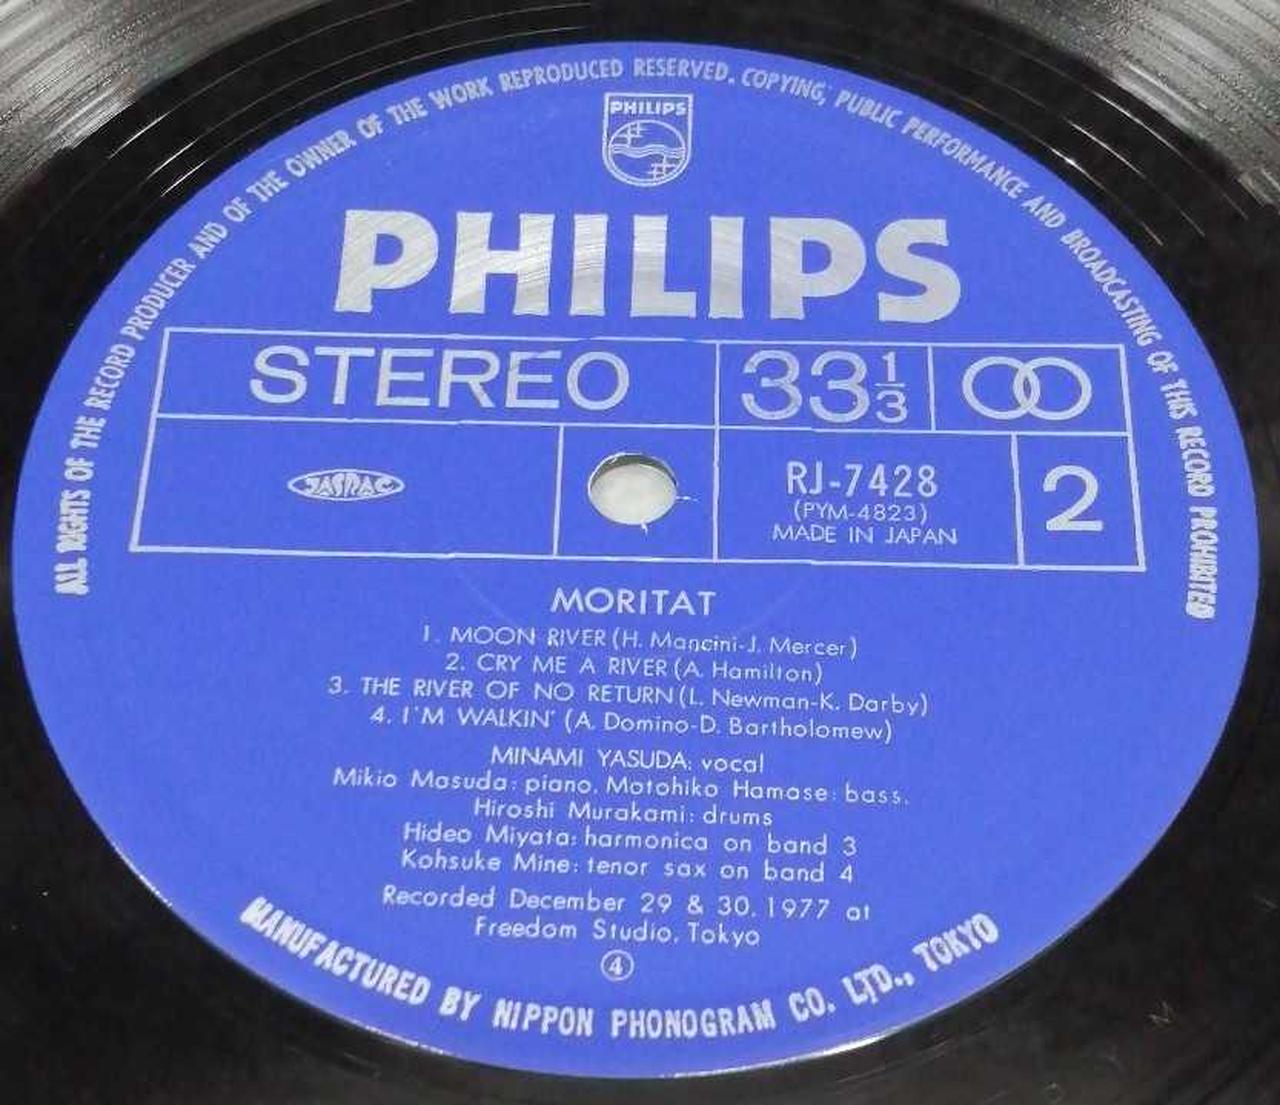 ALL RIGHTS OF THE RECORD PRODUCER AND OF THE OWNER OF THE WORK REPRODUCED RESERVED. COPYING, PUBLIC PERFORMANCE AND BROADCASTING OF THIS RECORD PROHIBITED
PHILIPS
PHILIPS
STEREO
33 1/3
JASRAC
RJ-7428
(PYM-4823)
MADE IN JAPAN
2
MORITAT
1. MOON RIVER (H. Mancini-J. Mercer)
2. CRY ME A RIVER (A. Hamilton)
3. THE RIVER OF NO RETURN (L. Newman-K. Darby)
4. I'M WALKIN' (A. Domino-D. Bartholomew)
MINAMI YASUDA: vocal
Mikio Masuda: piano. Motohiko Hamase: bass.
Hiroshi Murakami: drums
Hideo Miyata: harmonica on band 3
Kohsuke Mine: tenor sax on band 4
Recorded December 29 & 30. 1977 at
Freedom Studio, Tokyo
④
MANUFACTURED BY NIPPON PHONOGRAM CO. LTD., TOKYO